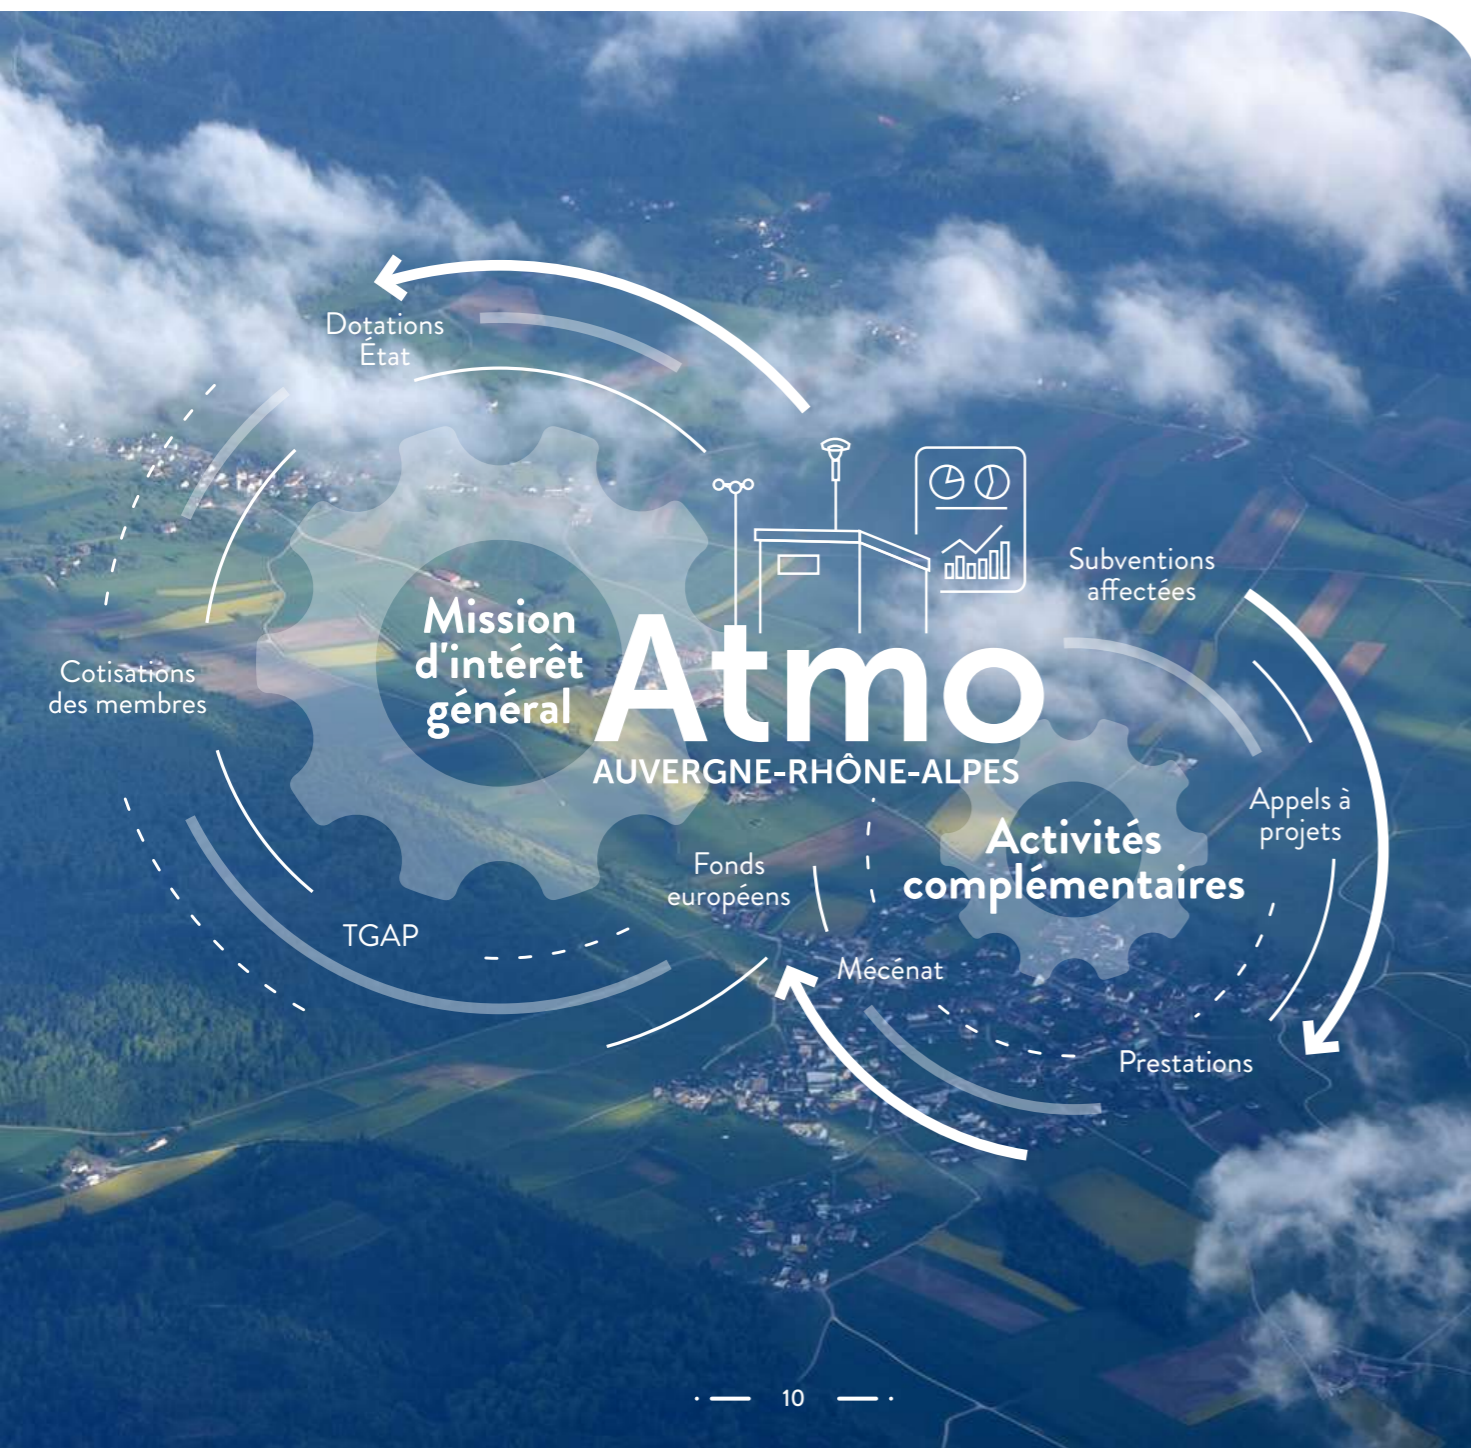 Dotations
État
Subventions
affectées
Mission
d'intérêt
général
Atmo
AUVERGNE-RHÔNE-ALPES
Cotisations
des membres
Appels à
projets
Activités
complémentaires
Fonds
européens
TGAP
Mécénat
Prestations
10